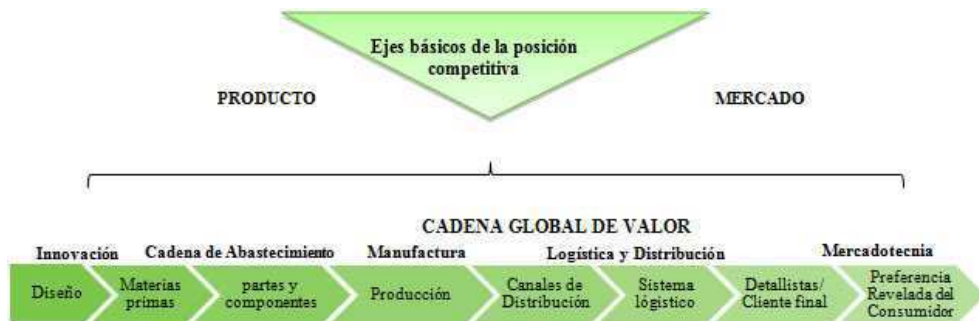 Ejes básicos de la posición
competitiva
PRODUCTO
MERCADO
CADENA GLOBAL DE VALOR
Innovación
Cadena de Abastecimiento
Manufactura
Logística y Distribución
Mercadotecnia
Diseño
Materias
primas
partes y
componentes
Producción
Canales de
Distribución
Sistema
lógistico
Detallistas/
Cliente final
Preferencia
Revelada del
Consumidor